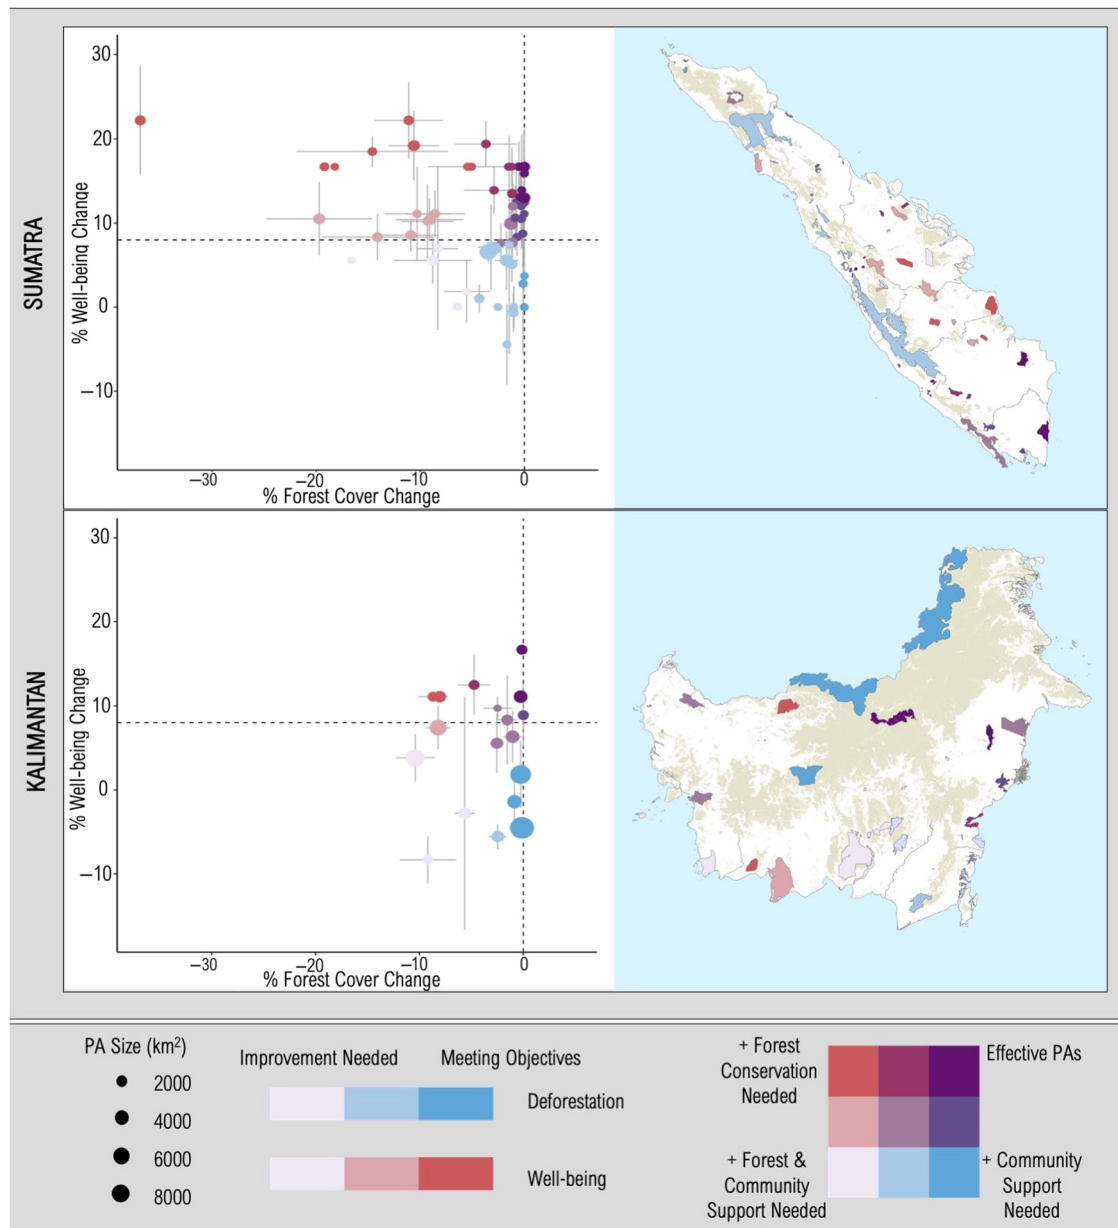 SUMATRA
% Well-being Change
30
20
10
0
−10
−30
−20
−10
0
% Forest Cover Change
KALIMANTAN
% Well-being Change
30
20
10
0
−10
−30
−20
−10
0
% Forest Cover Change
PA Size (km²)
2000
4000
6000
8000
Improvement Needed
Meeting Objectives
Deforestation
Well-being
+ Forest
Conservation
Needed
Effective PAs
+ Forest &
Community
Support Needed
+ Community
Support
Needed